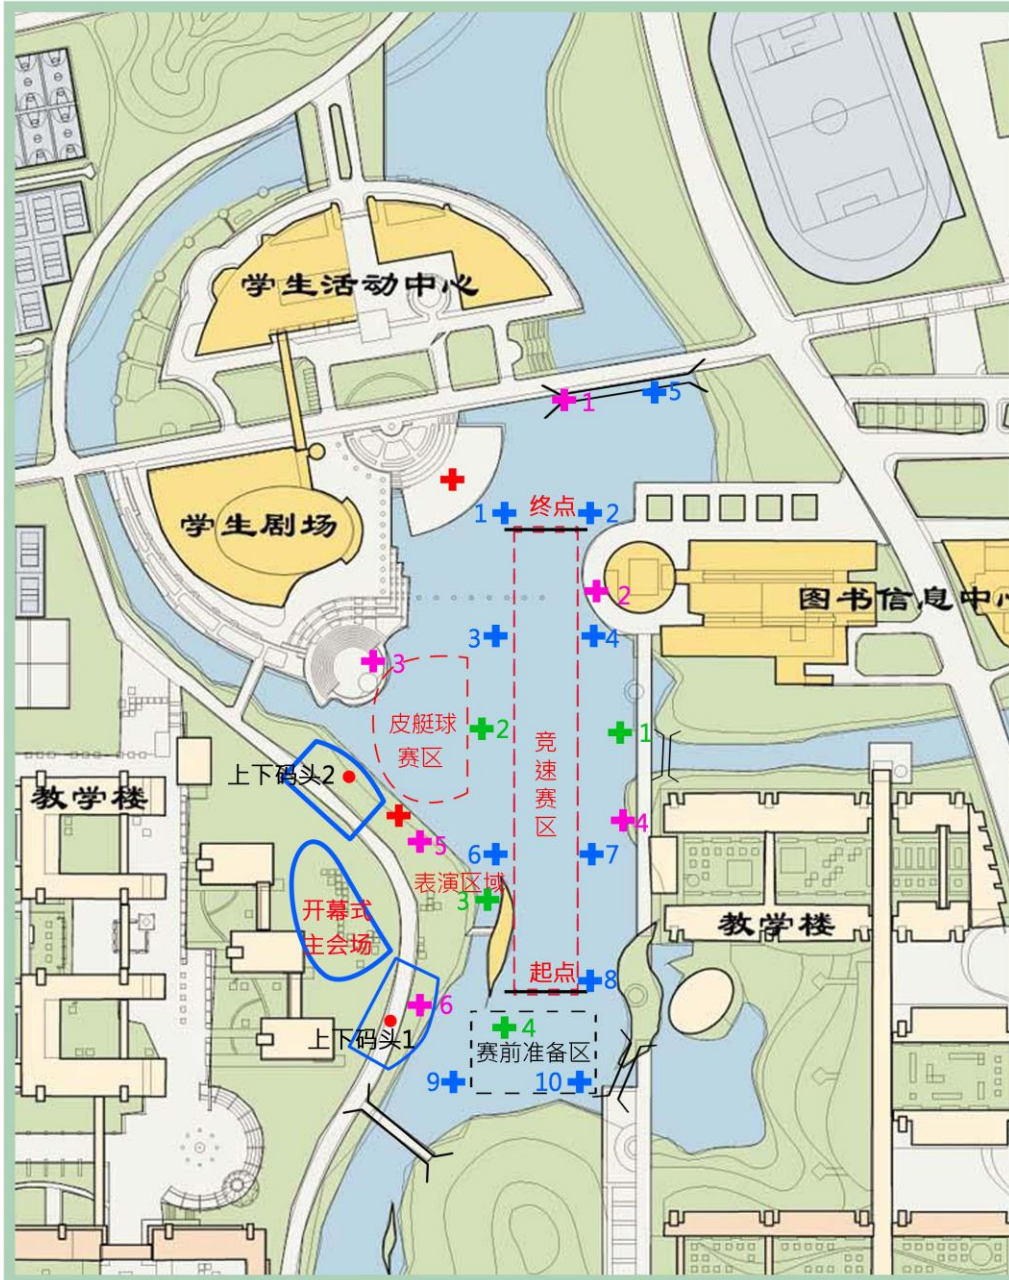 学生活动中心
1
5
学生剧场
1
终点
2
2
图书信息中心
3
4
3
皮艇球
赛区
2
竞
速
赛
区
1
上下码头2
教学楼
4
5
6
7
表演区域
3
开幕式
主会场
教学楼
起点
8
6
4
上下码头1
赛前准备区
9
10